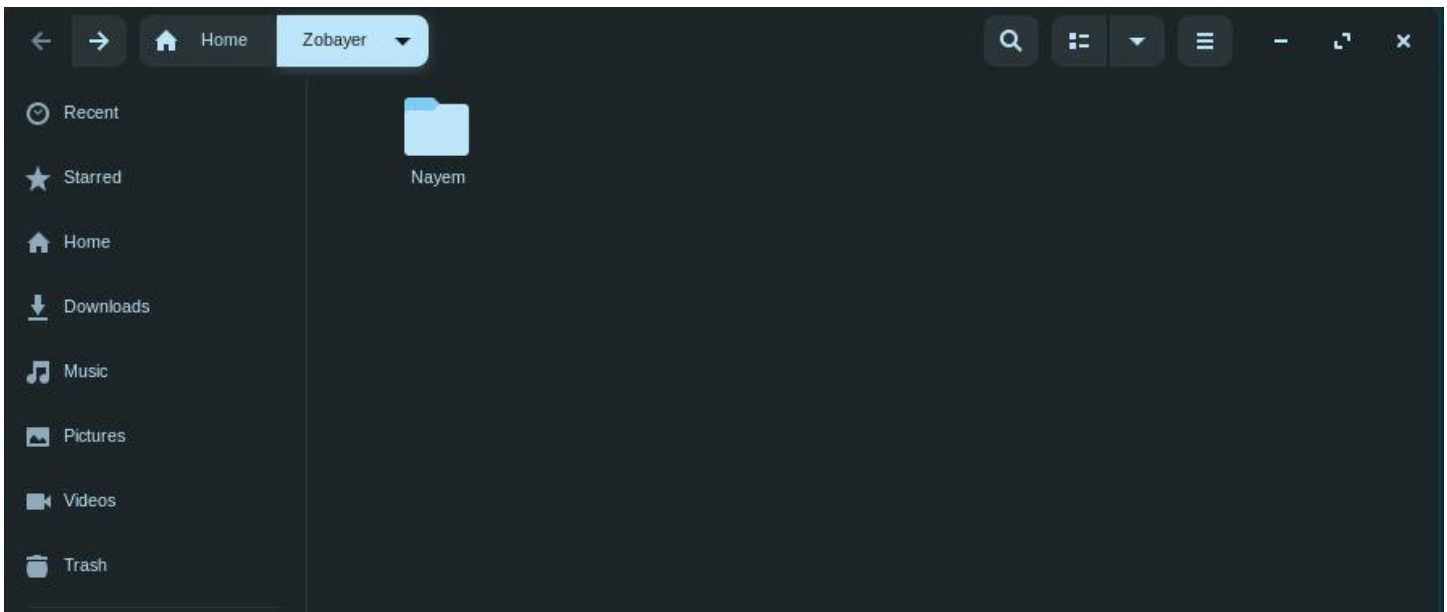 Home Zobayer
Recent
Nayem
Starred
Home
Downloads
Music
Pictures
Videos
Trash